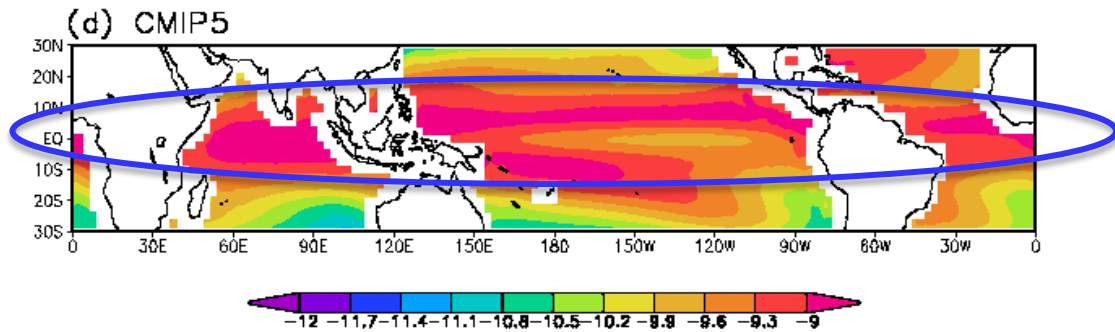 (d) CMIP5
30N
20N
10N
EQ
10S
20S
30S
0 30E 60E 90E 120E 150E 180 150W 120W 90W 60W 30W 0
-12 -11.7 -11.4 -11.1 -10.8 -10.5 -10.2 -9.9 -9.6 -9.3 -9